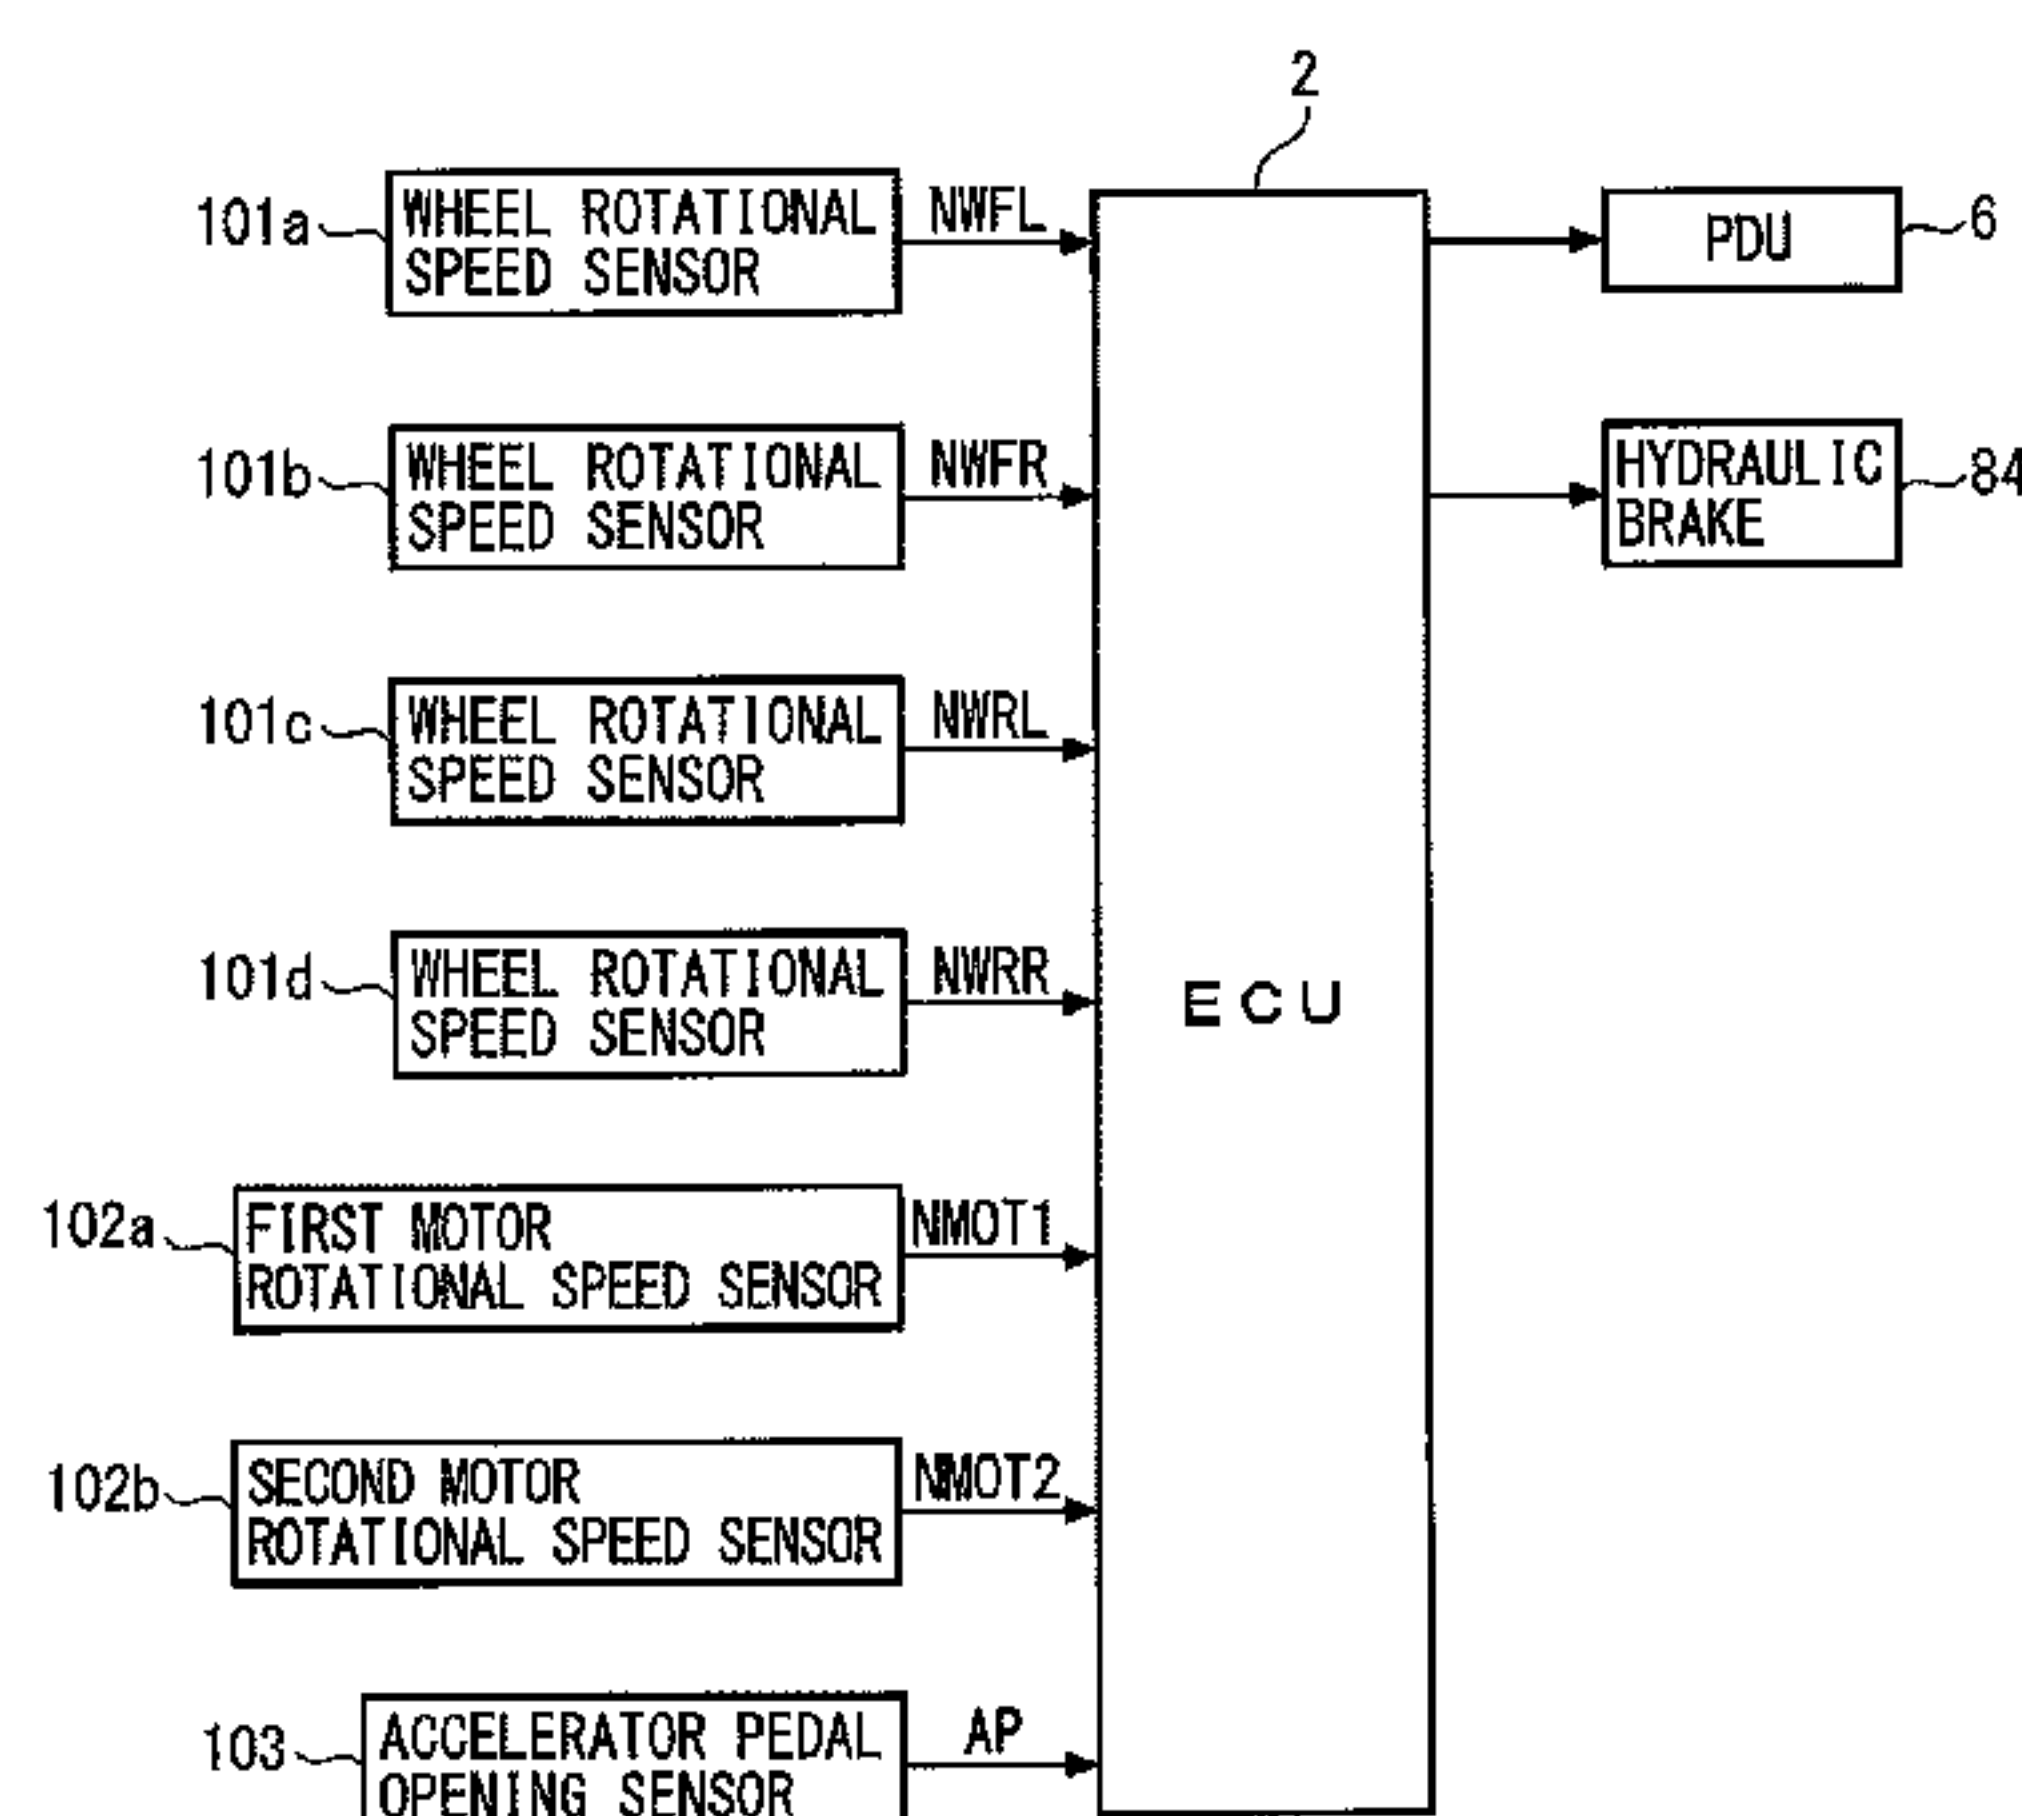 2
101a
WHEEL ROTATIONAL
SPEED SENSOR
NWFL
PDU
6
101b
WHEEL ROTATIONAL
SPEED SENSOR
NWFR
HYDRAULIC
BRAKE
84
101c
WHEEL ROTATIONAL
SPEED SENSOR
NWRL
101d
WHEEL ROTATIONAL
SPEED SENSOR
NWRR
ECU
102a
FIRST MOTOR
ROTATIONAL SPEED SENSOR
NMOT1
102b
SECOND MOTOR
ROTATIONAL SPEED SENSOR
NMOT2
103
ACCELERATOR PEDAL
OPENING SENSOR
AP